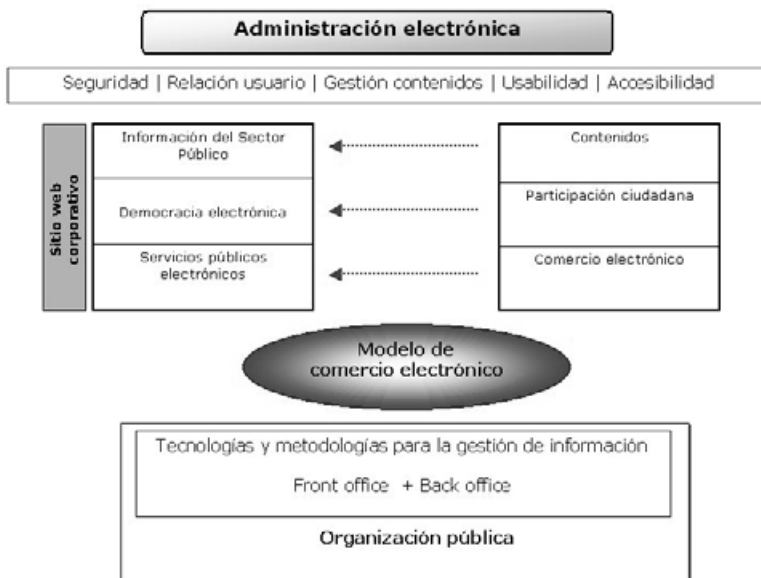 Administración electrónica
Seguridad | Relación usuario | Gestión contenidos | Usabilidad | Accesibilidad
Sitio web
corporativo
Información del Sector
Público
Democracia electrónica
Servicios públicos
electrónicos
Contenidos
Participación ciudadana
Comercio electrónico
Modelo de
comercio electrónico
Tecnologías y metodologías para la gestión de información
Front office + Back office
Organización pública